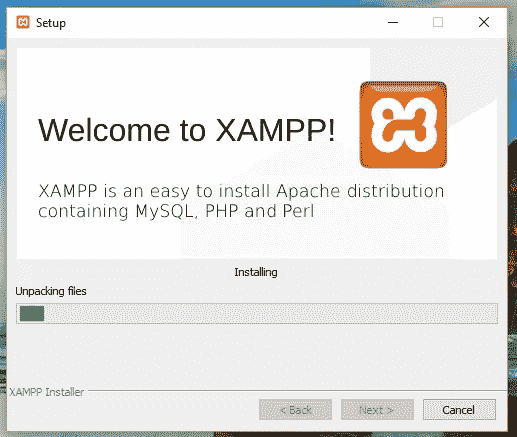 Setup
Welcome to XAMPP!
XAMPP is an easy to install Apache distribution
containing MySQL, PHP and Perl
Installing
Unpacking files
XAMPP Installer
< Back
Next >
Cancel